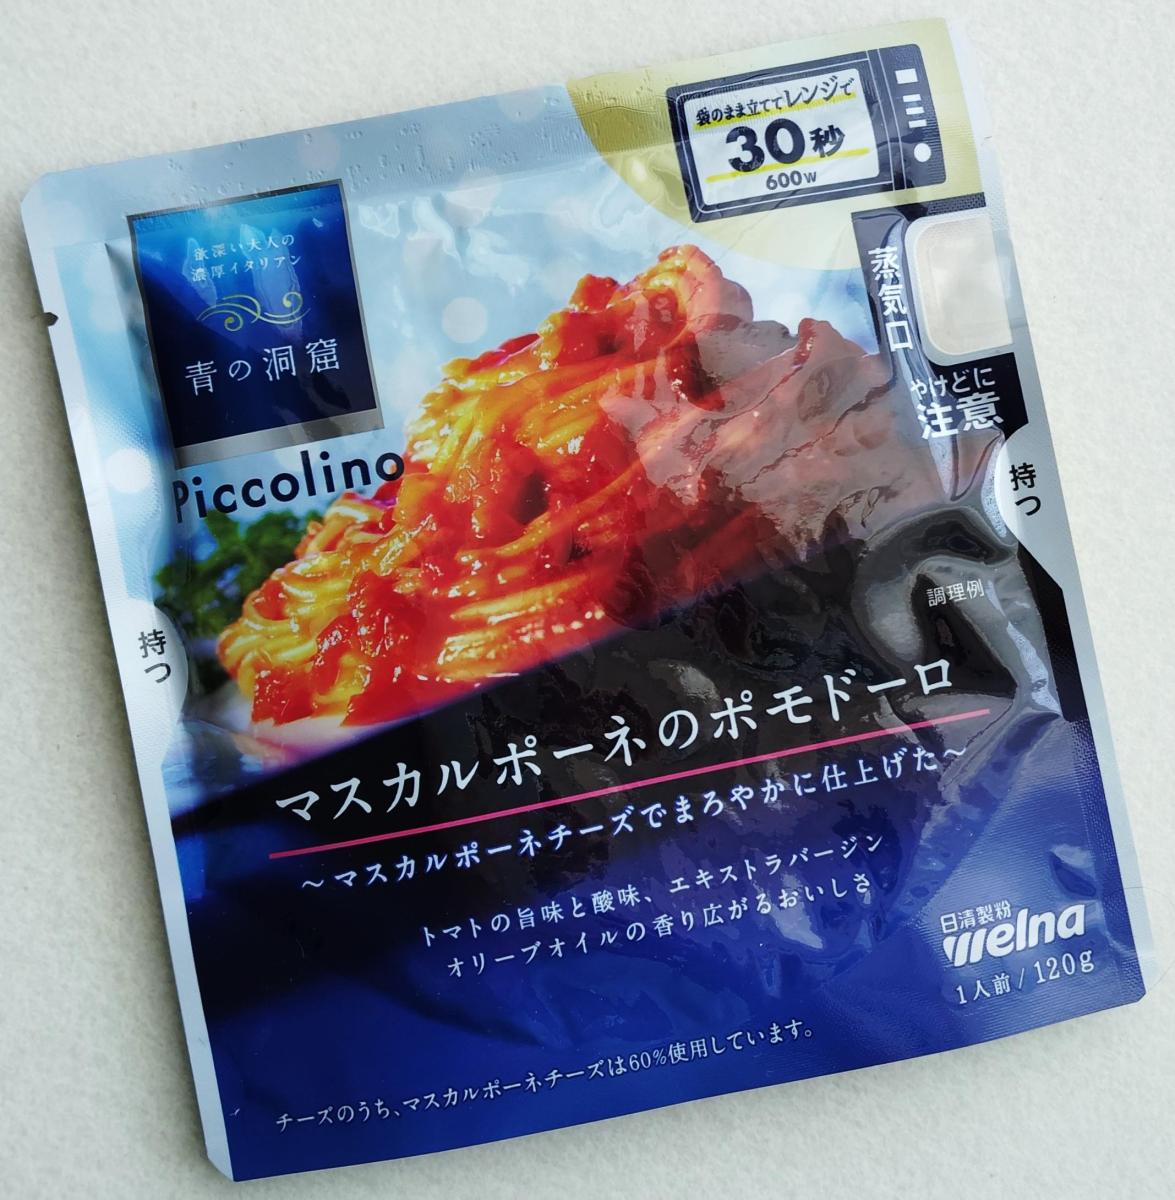 袋のまま立ててレンジで
30秒
600W
欲深い大人の
濃厚イタリアン
青の洞窟
Piccolino
蒸気口
やけどに
注意
持つ
持つ
調理例
マスカルポーネのポモドーロ
～マスカルポーネチーズでまろやかに仕上げた～
トマトの旨味と酸味、エキストラバージン
オリーブオイルの香り広がるおいしさ
日清製粉
Welna
1人前/120g
チーズのうち、マスカルポーネチーズは60%使用しています。